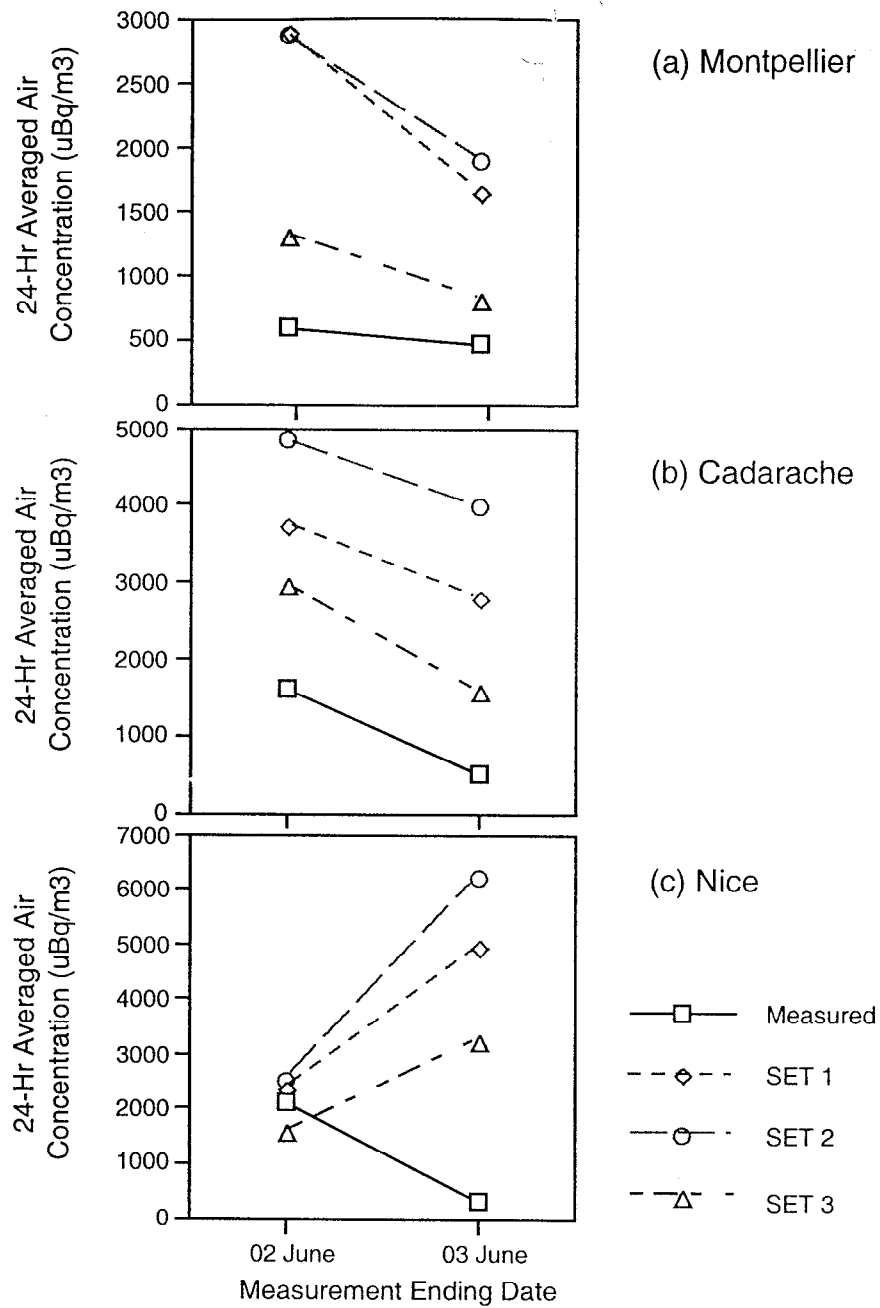 (a) Montpellier
24-Hr Averaged Air
Concentration (uBq/m3)
3000
2500
2000
1500
1000
500
0
(b) Cadarache
24-Hr Averaged Air
Concentration (uBq/m3)
5000
4000
3000
2000
1000
0
(c) Nice
24-Hr Averaged Air
Concentration (uBq/m3)
7000
6000
5000
4000
3000
2000
1000
0
02 June
03 June
Measurement Ending Date
Measured
SET 1
SET 2
SET 3